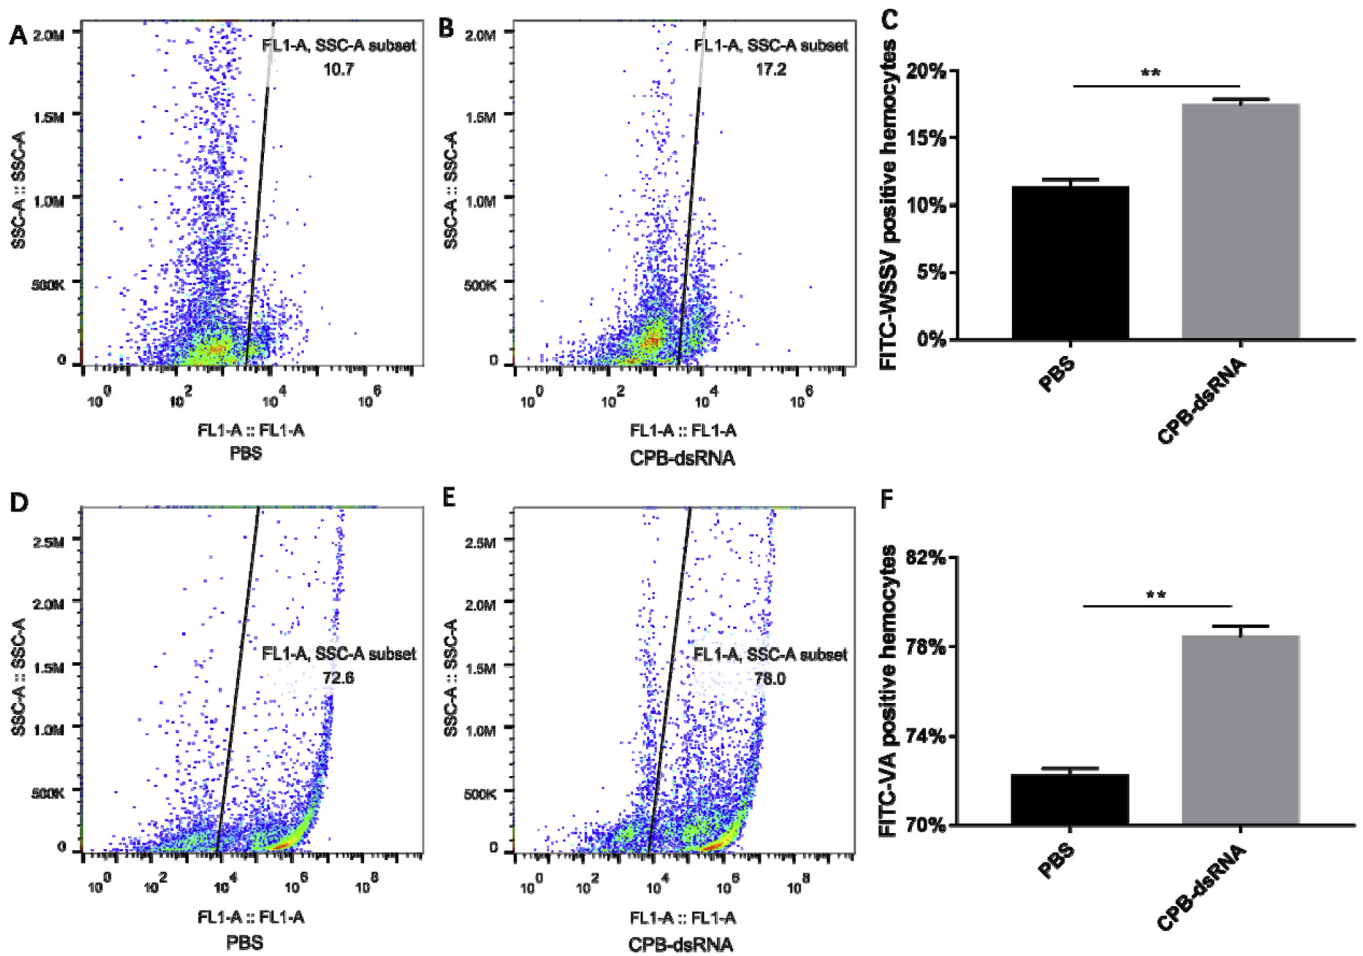 A
2.0M
1.5M
1.0M
500K
0
SSC-A :: SSC-A
FL1-A, SSC-A subset
10.7
10^0 10^2 10^3 10^4 10^6
FL1-A :: FL1-A
PBS
B
2.0M
1.5M
1.0M
500K
0
SSC-A :: SSC-A
FL1-A, SSC-A subset
17.2
10^0 10^2 10^3 10^4 10^6
FL1-A :: FL1-A
CPB-dsRNA
C
FITC-WSSV positive hemocytes
20%
15%
10%
5%
0%
**
PBS
CPB-dsRNA
D
2.5M
2.0M
1.5M
1.0M
500K
0
SSC-A :: SSC-A
FL1-A, SSC-A subset
72.6
10^0 10^2 10^4 10^6 10^8
FL1-A :: FL1-A
PBS
E
2.5M
2.0M
1.5M
1.0M
500K
0
SSC-A :: SSC-A
FL1-A, SSC-A subset
78.0
10^0 10^2 10^4 10^6 10^8
FL1-A :: FL1-A
CPB-dsRNA
F
FITC-VA positive hemocytes
82%
78%
74%
70%
**
PBS
CPB-dsRNA